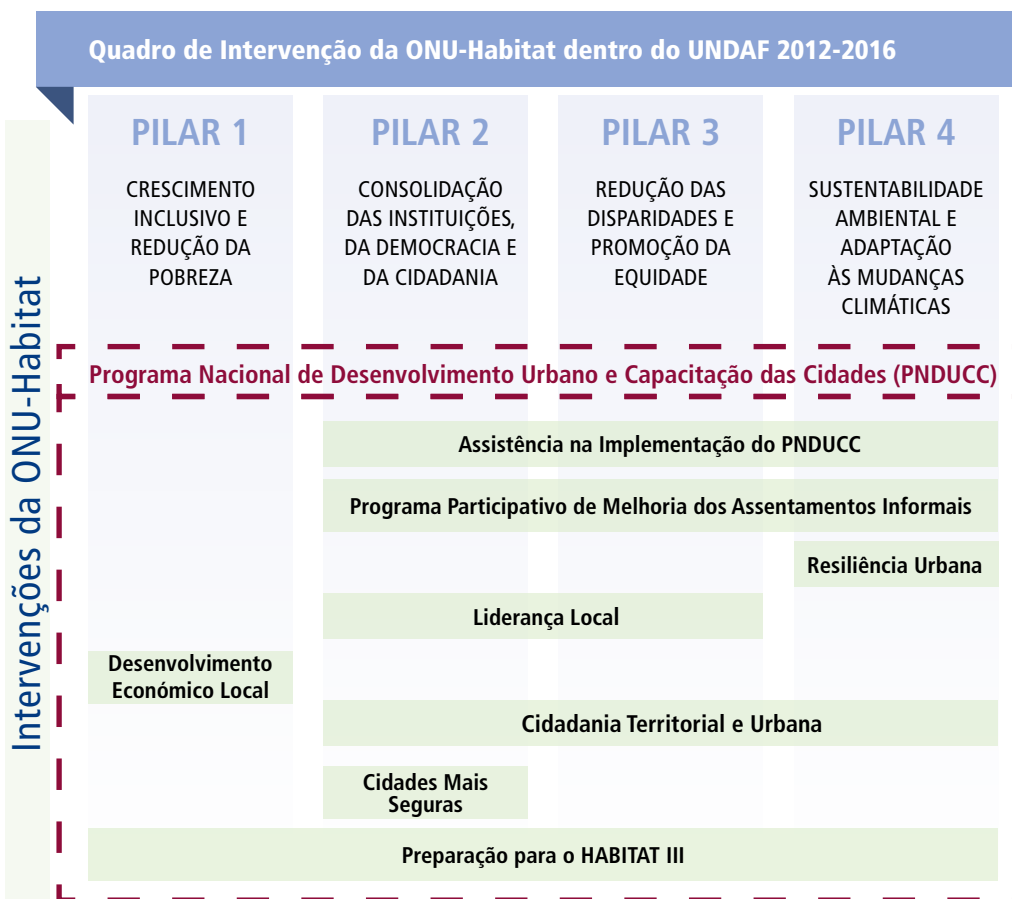 Quadro de Intervenção da ONU-Habitat dentro do UNDAF 2012-2016
Intervenções da ONU-Habitat
PILAR 1
CRESCIMENTO
INCLUSIVO E
REDUÇÃO DA
POBREZA
PILAR 2
CONSOLIDAÇÃO
DAS INSTITUIÇÕES,
DA DEMOCRACIA E
DA CIDADANIA
PILAR 3
REDUÇÃO DAS
DISPARIDADES E
PROMOÇÃO DA
EQUIDADE
PILAR 4
SUSTENTABILIDADE
AMBIENTAL E
ADAPTAÇÃO
ÀS MUDANÇAS
CLIMÁTICAS
Programa Nacional de Desenvolvimento Urbano e Capacitação das Cidades (PNDUCC)
Assistência na Implementação do PNDUCC
Programa Participativo de Melhoria dos Assentamentos Informais
Resiliência Urbana
Liderança Local
Desenvolvimento
Económico Local
Cidadania Territorial e Urbana
Cidades Mais
Seguras
Preparação para o HABITAT III